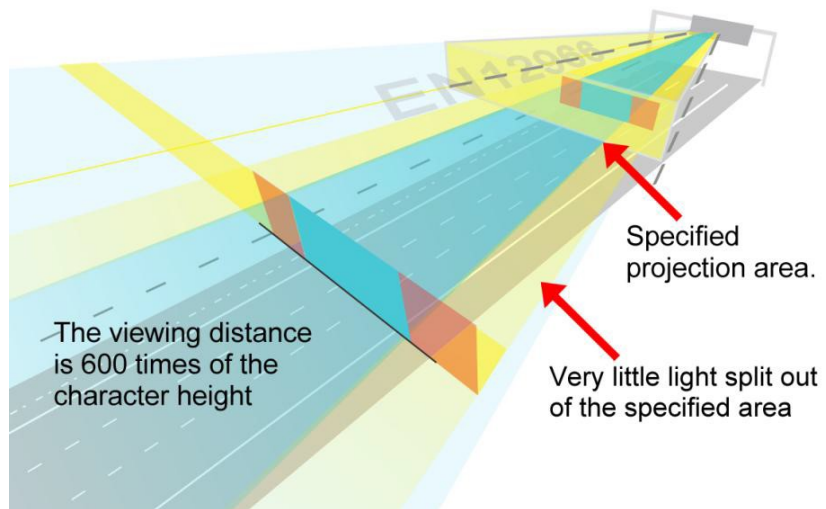 EN12966
Specified
projection area.
The viewing distance
is 600 times of the
character height
Very little light split out
of the specified area